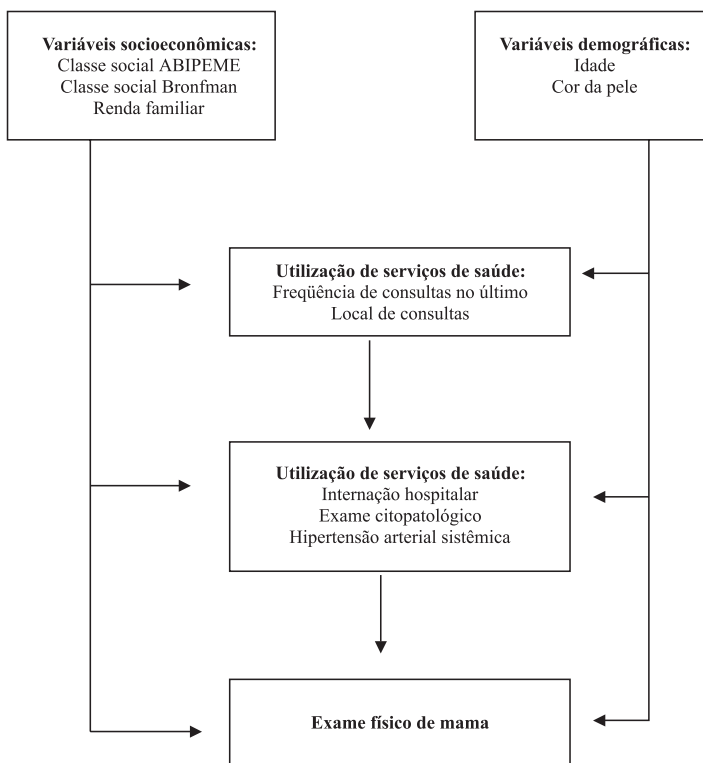 Variáveis socioeconômicas:
Classe social ABIPEME
Classe social Bronfman
Renda familiar
Variáveis demográficas:
Idade
Cor da pele
Utilização de serviços de saúde:
Freqüência de consultas no último
Local de consultas
Utilização de serviços de saúde:
Internação hospitalar
Exame citopatológico
Hipertensão arterial sistêmica
Exame físico de mama